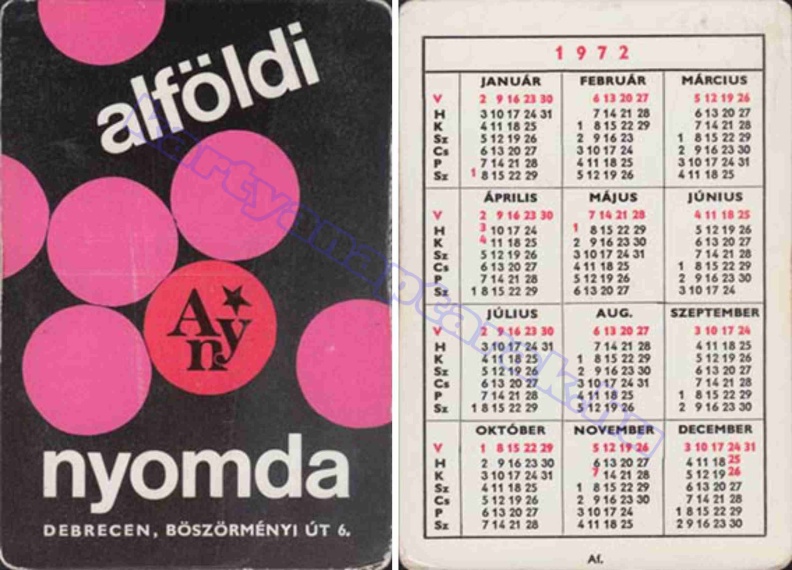 alföldi
A ny
nyomda
DEBRECEN, BÖSZÖRMÉNYI ÚT 6.
kartyanaptarok.hu
1972
JANUÁR FEBRUÁR MÁRCIUS
V 2 9 16 23 30 6 13 20 27 5 12 19 26
H 3 10 17 24 31 7 14 21 28 6 13 20 27
K 4 11 18 25 1 8 15 22 29 7 14 21 28
Sz 5 12 19 26 2 9 16 23 1 8 15 22 29
Cs 6 13 20 27 3 10 17 24 2 9 16 23 30
P 7 14 21 28 4 11 18 25 3 10 17 24 31
Sz 1 8 15 22 29 5 12 19 26 4 11 18 25
ÁPRILIS MÁJUS JÚNIUS
V 2 9 16 23 30 7 14 21 28 4 11 18 25
H 3 10 17 24 1 8 15 22 29 5 12 19 26
K 4 11 18 25 2 9 16 23 30 6 13 20 27
Sz 5 12 19 26 3 10 17 24 31 7 14 21 28
Cs 6 13 20 27 4 11 18 25 1 8 15 22 29
P 7 14 21 28 5 12 19 26 2 9 16 23 30
Sz 1 8 15 22 29 6 13 20 27 3 10 17 24
JÚLIUS AUG. SZEPTEMBER
V 2 9 16 23 30 6 13 20 27 3 10 17 24
H 3 10 17 24 31 7 14 21 28 4 11 18 25
K 4 11 18 25 1 8 15 22 29 5 12 19 26
Sz 5 12 19 26 2 9 16 23 30 6 13 20 27
Cs 6 13 20 27 3 10 17 24 31 7 14 21 28
P 7 14 21 28 4 11 18 25 1 8 15 22 29
Sz 1 8 15 22 29 5 12 19 26 2 9 16 23 30
OKTÓBER NOVEMBER DECEMBER
V 1 8 15 22 29 5 12 19 26 3 10 17 24 31
H 2 9 16 23 30 6 13 20 27 4 11 18 25
K 3 10 17 24 31 7 14 21 28 5 12 19 26
Sz 4 11 18 25 1 8 15 22 29 6 13 20 27
Cs 5 12 19 26 2 9 16 23 30 7 14 21 28
P 6 13 20 27 3 10 17 24 1 8 15 22 29
Sz 7 14 21 28 4 11 18 25 2 9 16 23 30
Af.